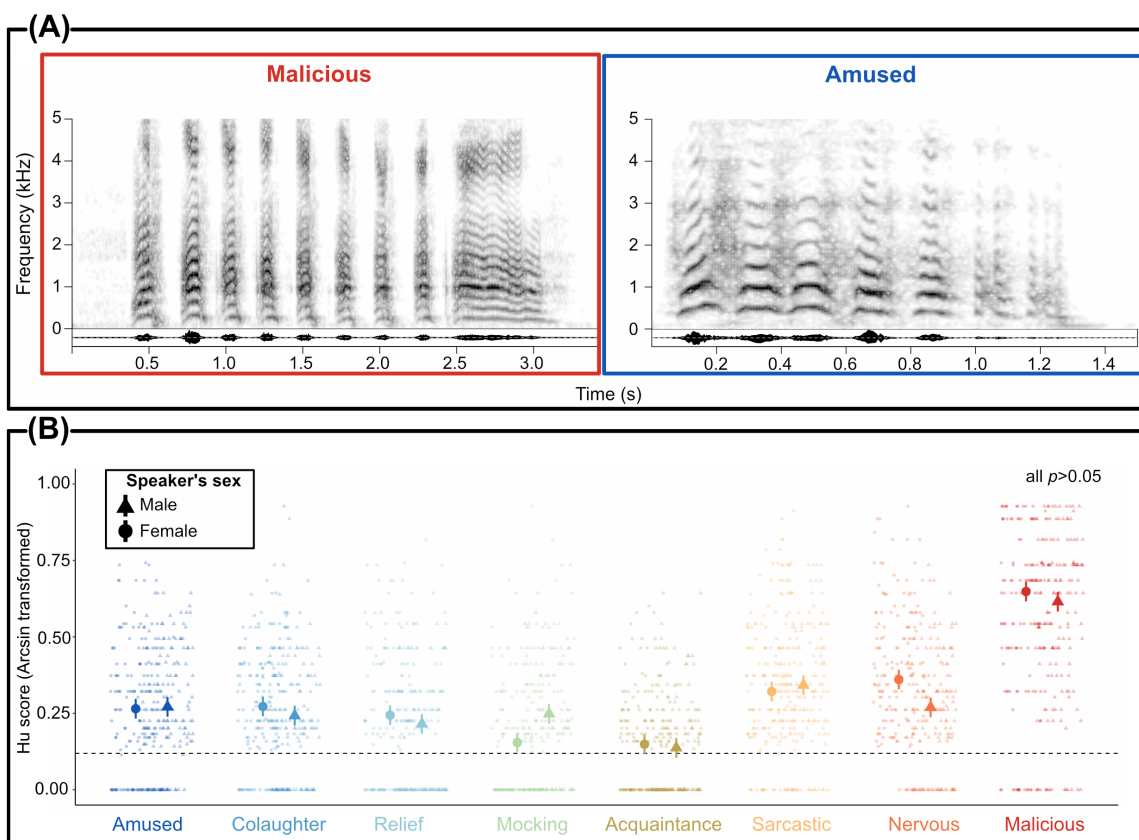 (A)
Malicious
Amused
Frequency (kHz)
5
4
3
2
1
0
0.5 1.0 1.5 2.0 2.5 3.0
5
4
3
2
1
0
0.2 0.4 0.6 0.8 1.0 1.2 1.4
Time (s)
(B)
Hu score (Arcsin transformed)
1.00
0.75
0.50
0.25
0.00
Speaker's sex
Male
Female
all p>0.05
Amused Colaughter Relief Mocking Acquaintance Sarcastic Nervous Malicious